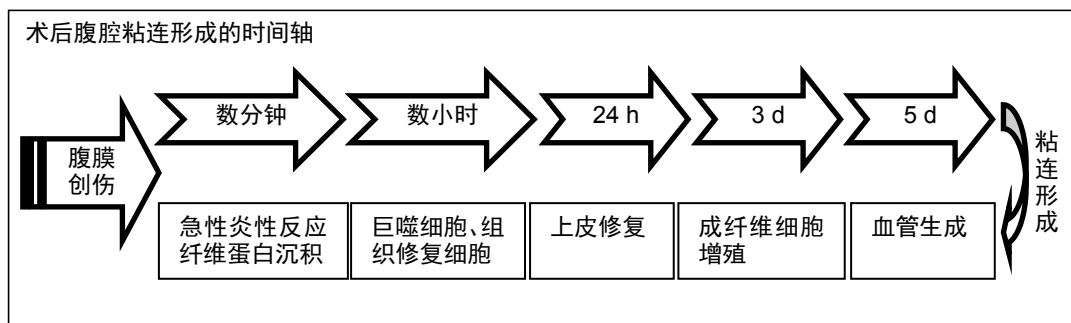 术后腹腔粘连形成的时间轴
数分钟
数小时
24 h
3 d
5 d
腹膜
创伤
粘连形成
急性炎性反应
纤维蛋白沉积
巨噬细胞、组
织修复细胞
上皮修复
成纤维细胞
增殖
血管生成